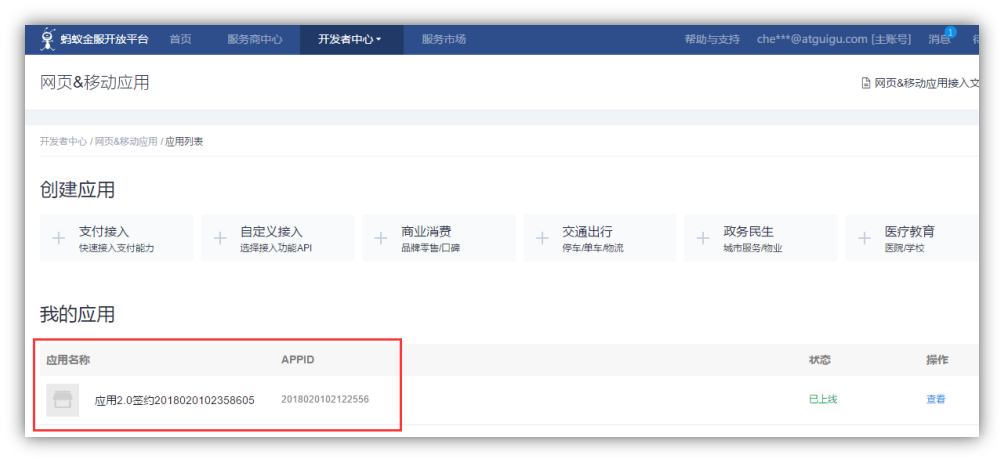 蚂蚁金服开放平台 首页 服务商中心 开发者中心 服务市场 帮助与支持 che***@atguigu.com [主账号] 消息 1
网页&移动应用 网页&移动应用接入文
开发者中心 / 网页&移动应用 / 应用列表
创建应用
支付接入 自定义接入 商业消费 交通出行 政务民生 医疗教育
快速接入支付能力 选择接入功能API 品牌零售/口碑 停车/单车/物流 城市服务/物业 医院/学校
我的应用
应用名称 APPID 状态 操作
应用2.0签约2018020102358605 2018020102122556 已上线 查看